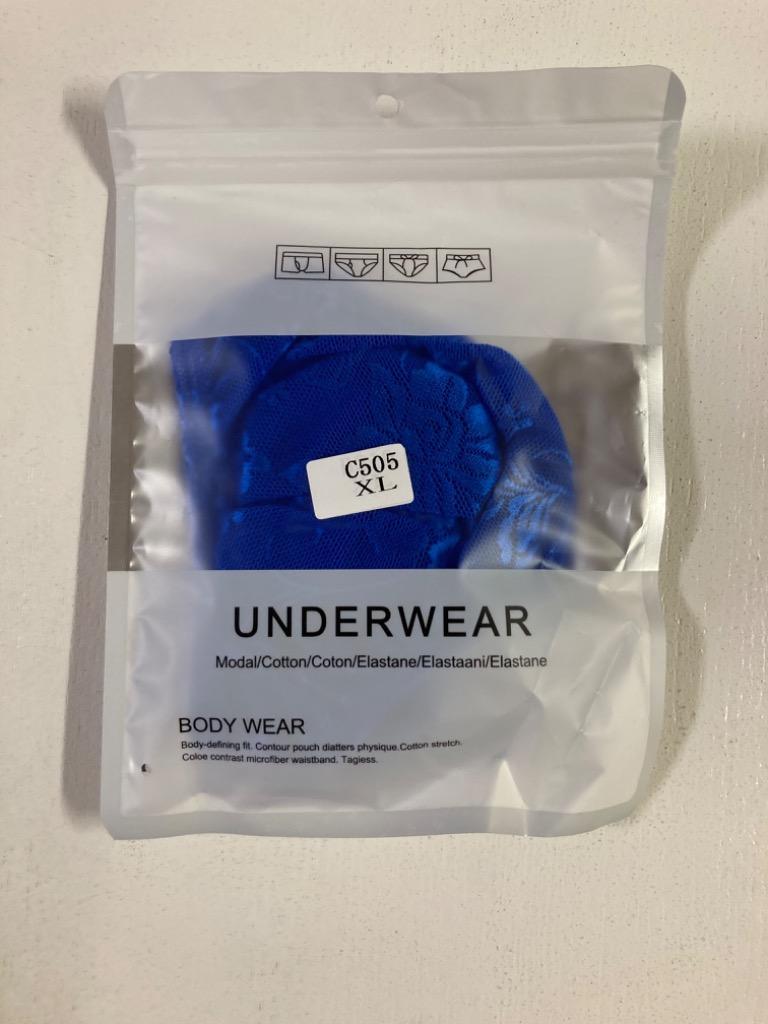 C505
XL
UNDERWEAR
Modal/Cotton/Coton/Elastane/Elastaani/Elastane
BODY WEAR
Body-defining fit. Contour pouch diatters physique.Cotton stretch.
Coloe contrast microfiber waistband. Tagiess.